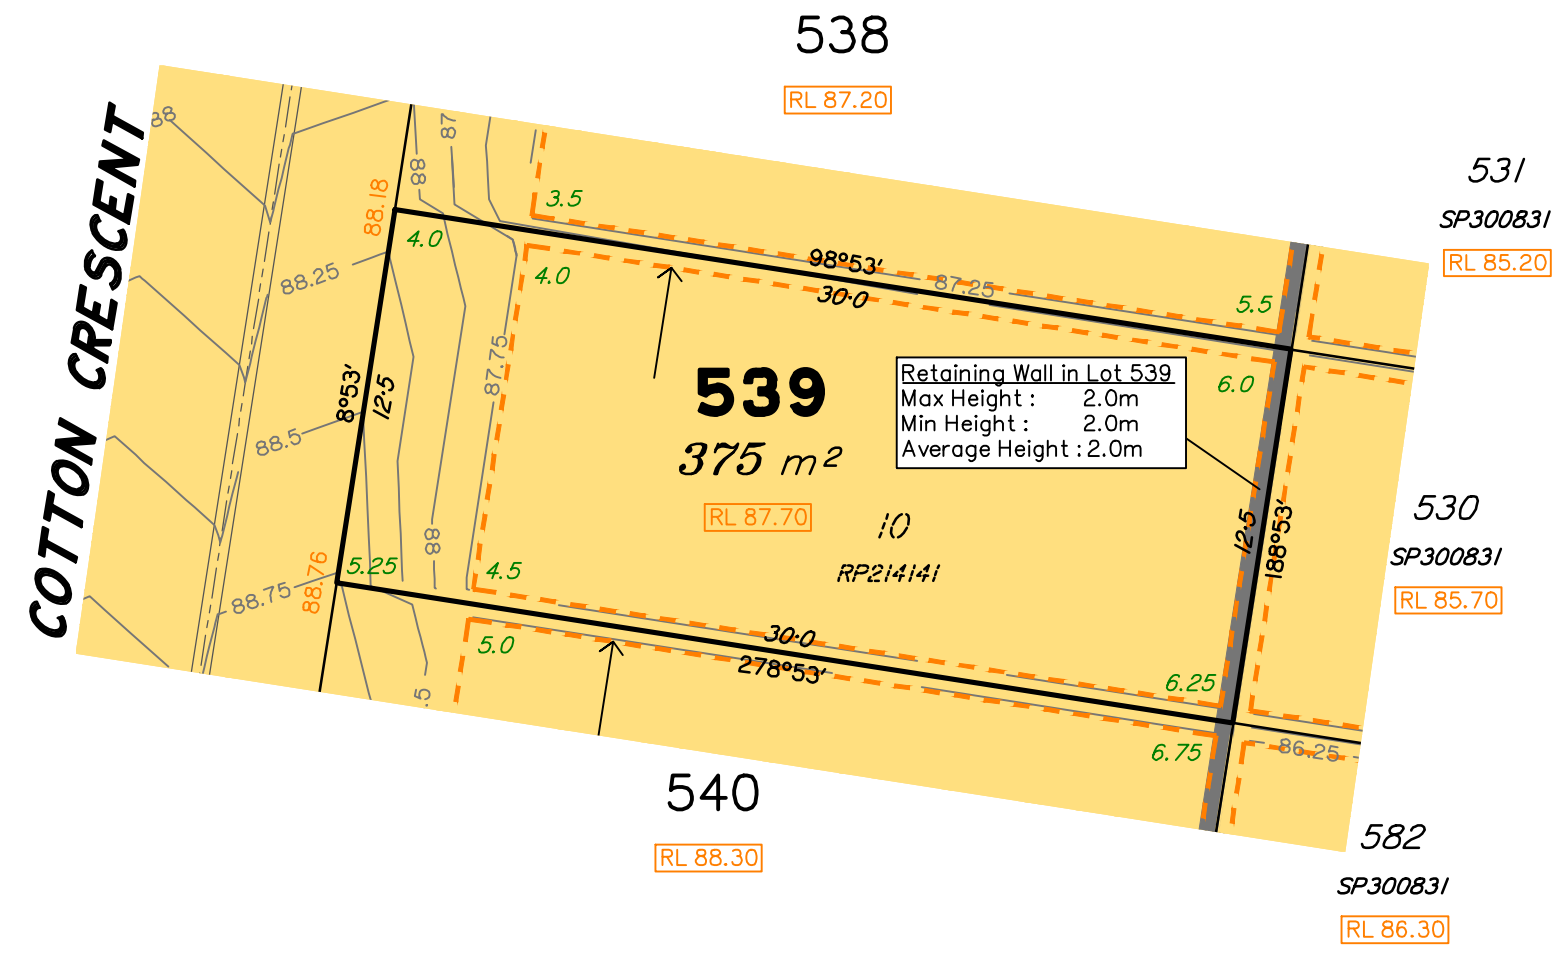 538
RL 87.20
531
SP300831
RL 85.20
COTTON CRESCENT
88
88
87
88.18
3.5
4.0
4.0
98°53'
30·0
87.25
5.5
88.25
87.75
6.0
Retaining Wall in Lot 539
Max Height : 2.0m
Min Height : 2.0m
Average Height : 2.0m
8°53'
12·5
539
375 m²
RL 87.70
10
RP214141
88.5
88
12·5
188°53'
530
SP300831
RL 85.70
88.76
88.75
5.25
4.5
5.0
30·0
278°53'
6.25
6.75
86.25
.5
540
RL 88.30
582
SP300831
RL 86.30